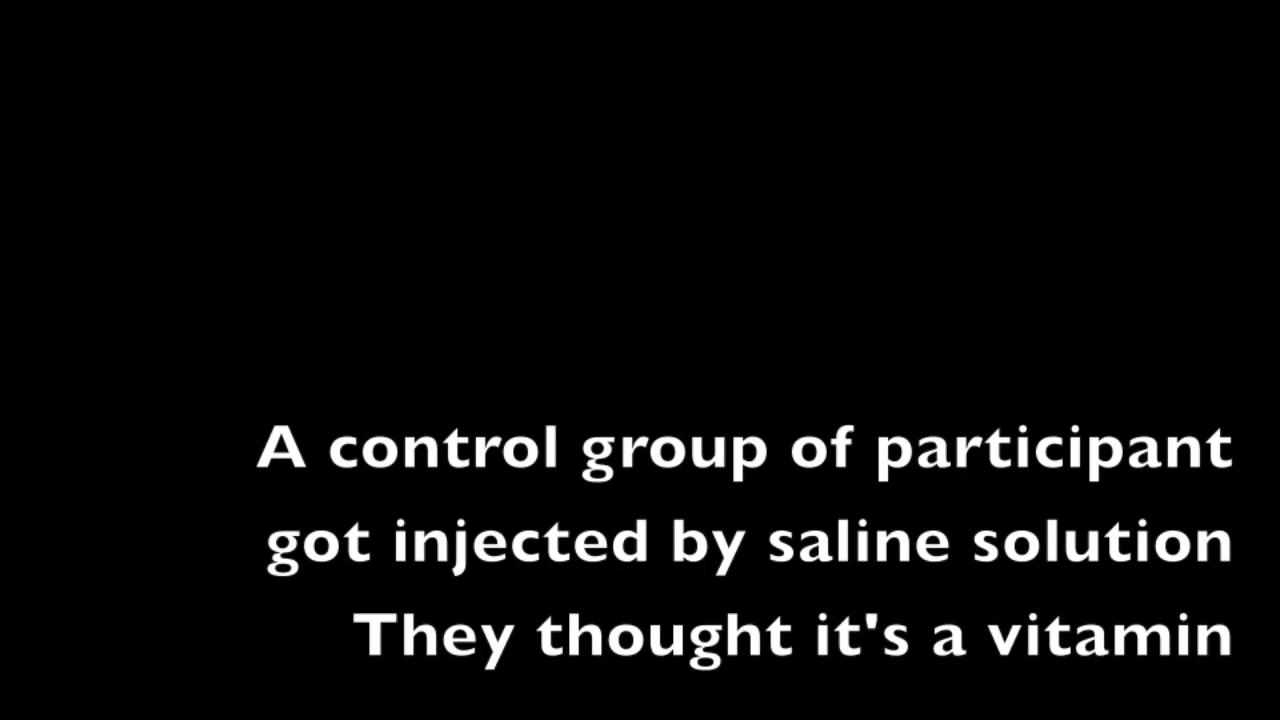 A control group of participant
got injected by saline solution
They thought it's a vitamin